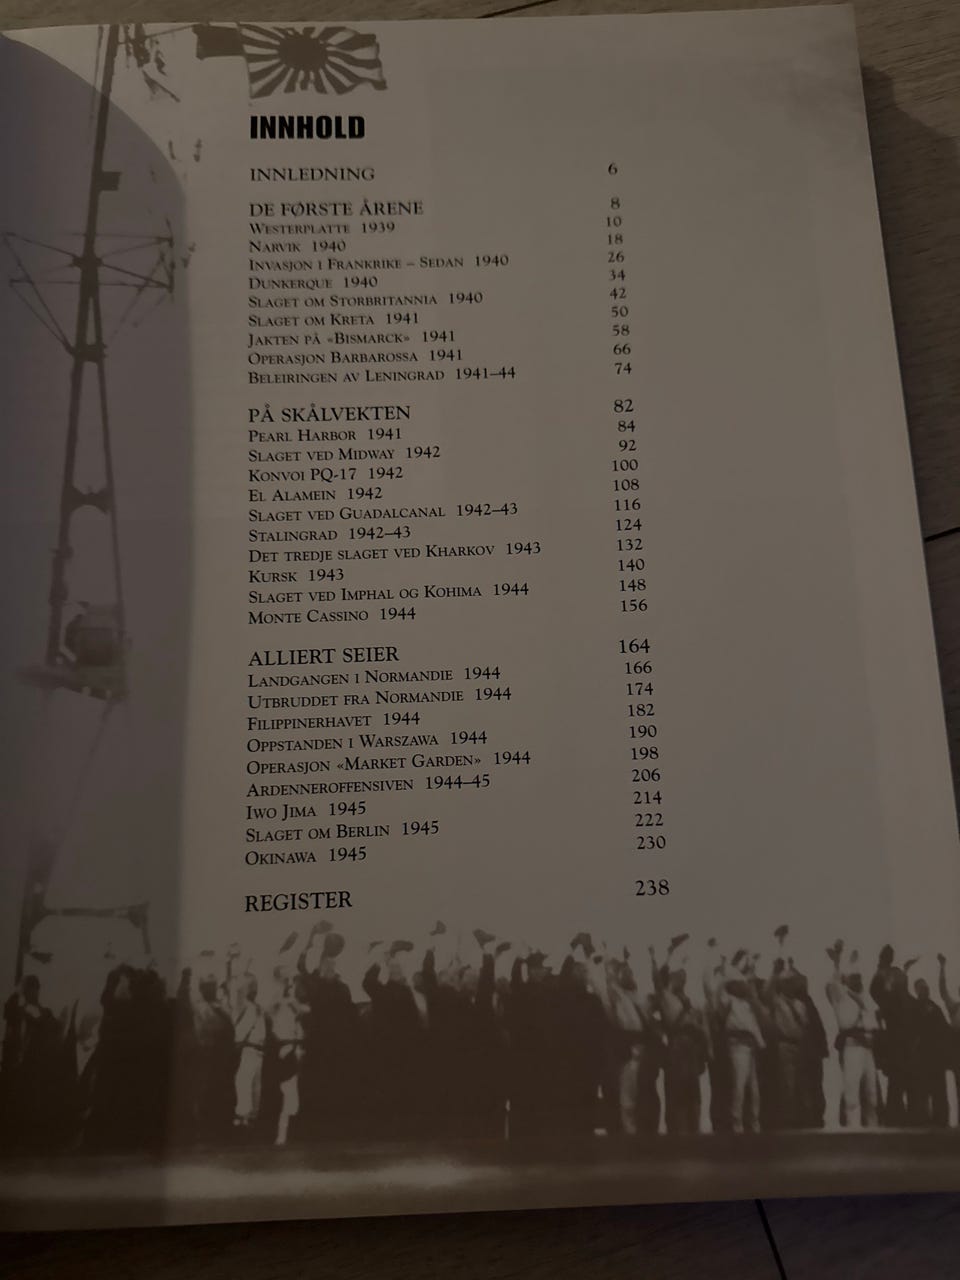 INNHOLD
INNLEDNING 6
DE FØRSTE ÅRENE 8
WESTERPLATTE 1939 10
NARVIK 1940 18
INVASJON I FRANKRIKE – SEDAN 1940 26
DUNKERQUE 1940 34
SLAGET OM STORBRITANNIA 1940 42
SLAGET OM KRETA 1941 50
JAKTEN PÅ «BISMARCK» 1941 58
OPERASJON BARBAROSSA 1941 66
BELEIRINGEN AV LENINGRAD 1941–44 74
PÅ SKÅLVEKTEN 82
PEARL HARBOR 1941 84
SLAGET VED MIDWAY 1942 92
KONVOI PQ-17 1942 100
EL ALAMEIN 1942 108
SLAGET VED GUADALCANAL 1942–43 116
STALINGRAD 1942–43 124
DET TREDJE SLAGET VED KHARKOV 1943 132
KURSK 1943 140
SLAGET VED IMPHAL OG KOHIMA 1944 148
MONTE CASSINO 1944 156
ALLIERT SEIER 164
LANDGANGEN I NORMANDIE 1944 166
UTBRUDDET FRA NORMANDIE 1944 174
FILIPPINERHAVET 1944 182
OPPSTANDEN I WARSZAWA 1944 190
OPERASJON «MARKET GARDEN» 1944 198
ARDENNEROFFENSIVEN 1944–45 206
IWO JIMA 1945 214
SLAGET OM BERLIN 1945 222
OKINAWA 1945 230
REGISTER 238